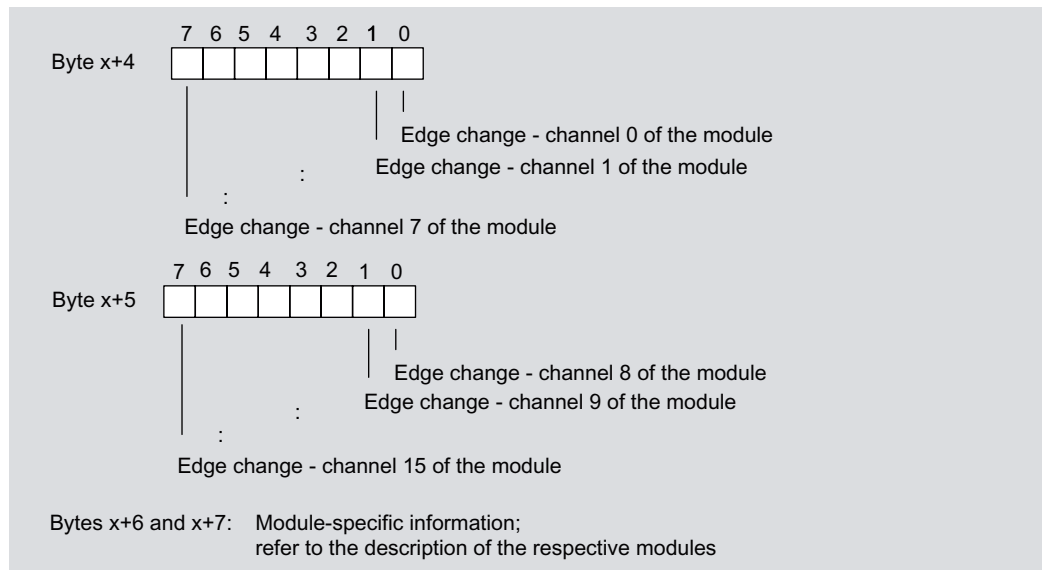 7 6 5 4 3 2 1 0
Byte x+4
Edge change - channel 0 of the module
Edge change - channel 1 of the module
:
:
Edge change - channel 7 of the module
7 6 5 4 3 2 1 0
Byte x+5
Edge change - channel 8 of the module
Edge change - channel 9 of the module
:
:
Edge change - channel 15 of the module
Bytes x+6 and x+7: Module-specific information;
refer to the description of the respective modules